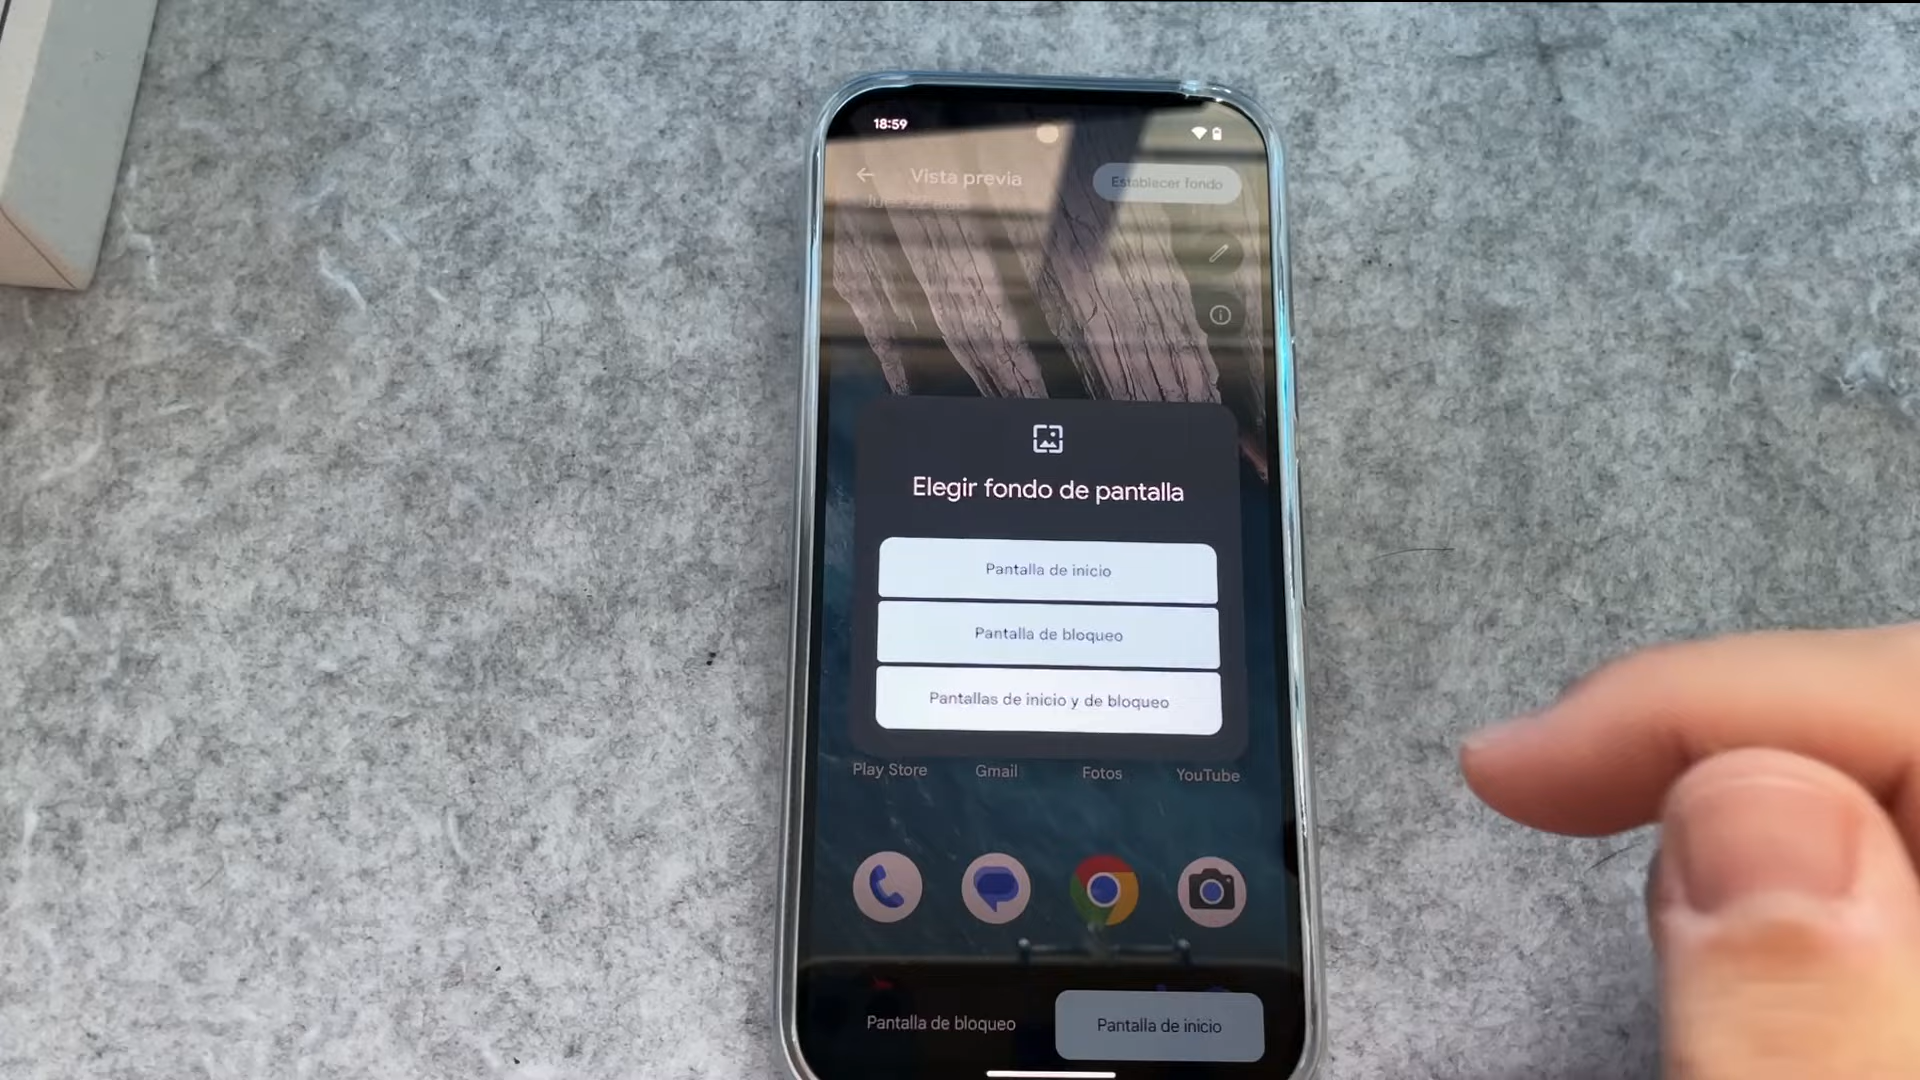 18:59
Vista previa
Establecer fondo
Elegir fondo de pantalla
Pantalla de inicio
Pantalla de bloqueo
Pantallas de inicio y de bloqueo
Play Store
Gmail
Fotos
YouTube
Pantalla de bloqueo
Pantalla de inicio